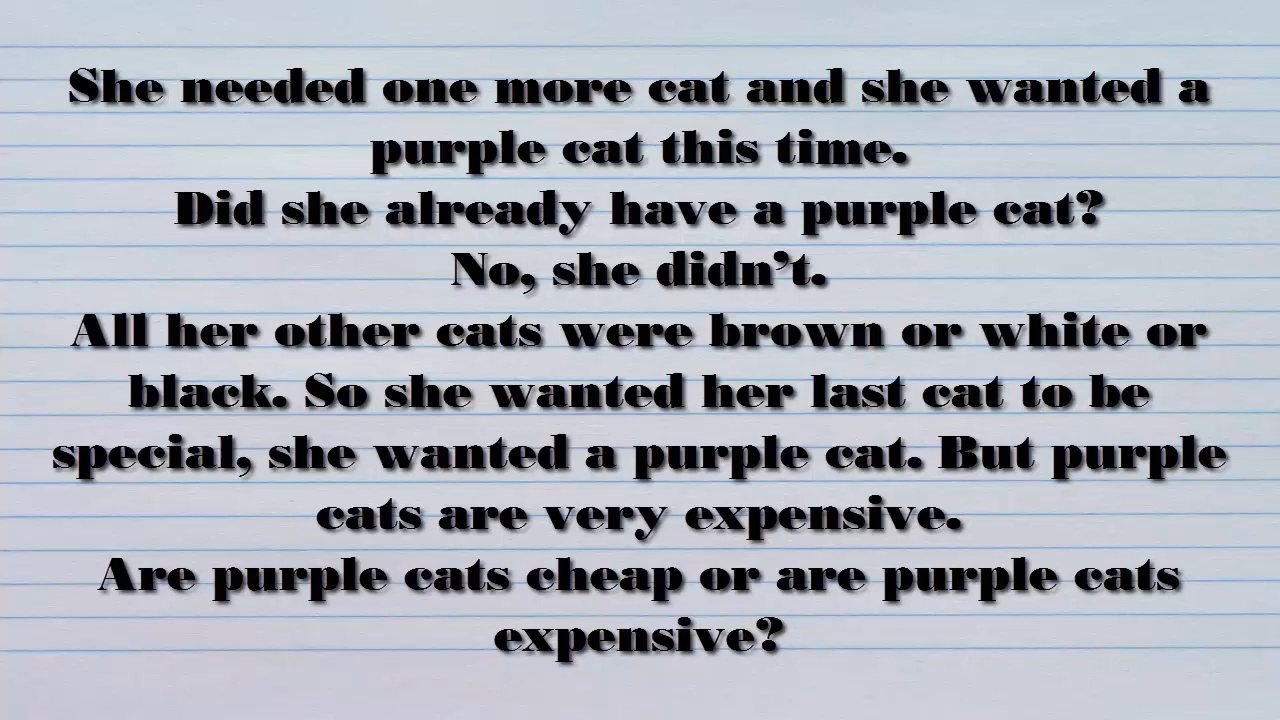 She needed one more cat and she wanted a
purple cat this time.
Did she already have a purple cat?
No, she didn’t.
All her other cats were brown or white or
black. So she wanted her last cat to be
special, she wanted a purple cat. But purple
cats are very expensive.
Are purple cats cheap or are purple cats
expensive?